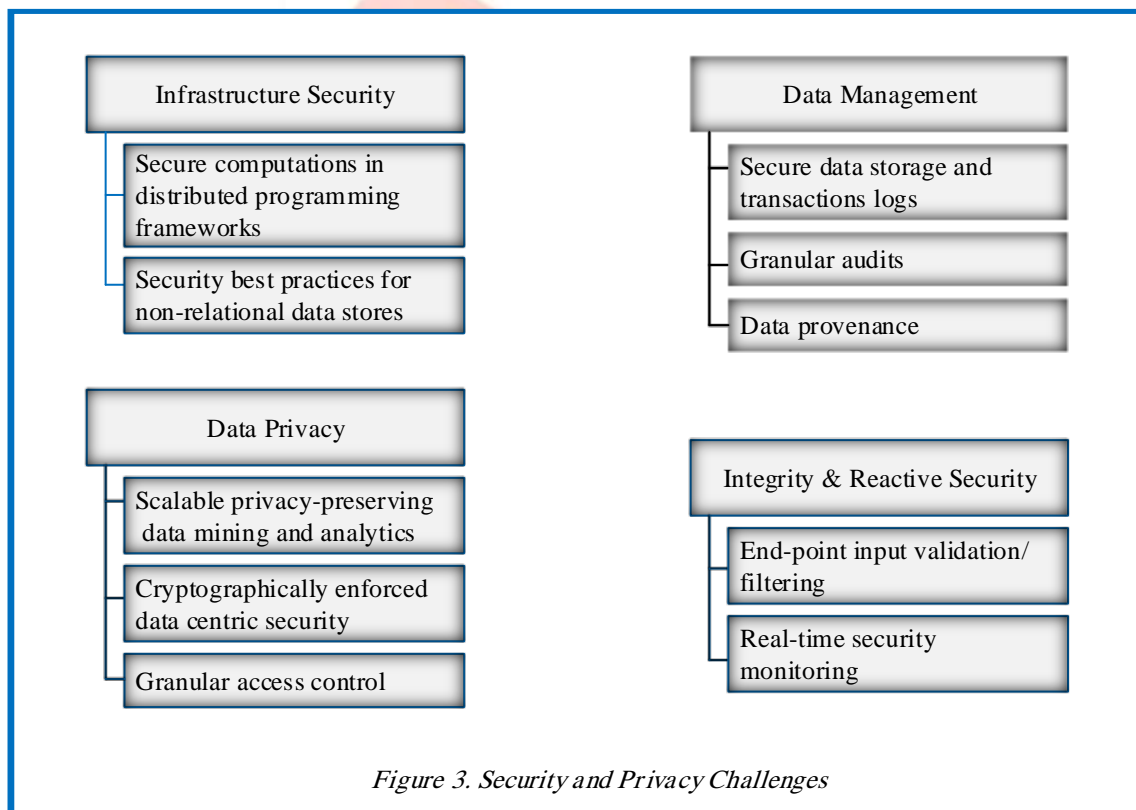 Infrastructure Security
Secure computations in
distributed programming
frameworks
Security best practices for
non-relational data stores
Data Management
Secure data storage and
transactions logs
Granular audits
Data provenance
Data Privacy
Scalable privacy-preserving
data mining and analytics
Cryptographically enforced
data centric security
Granular access control
Integrity & Reactive Security
End-point input validation/
filtering
Real-time security
monitoring
Figure 3. Security and Privacy Challenges